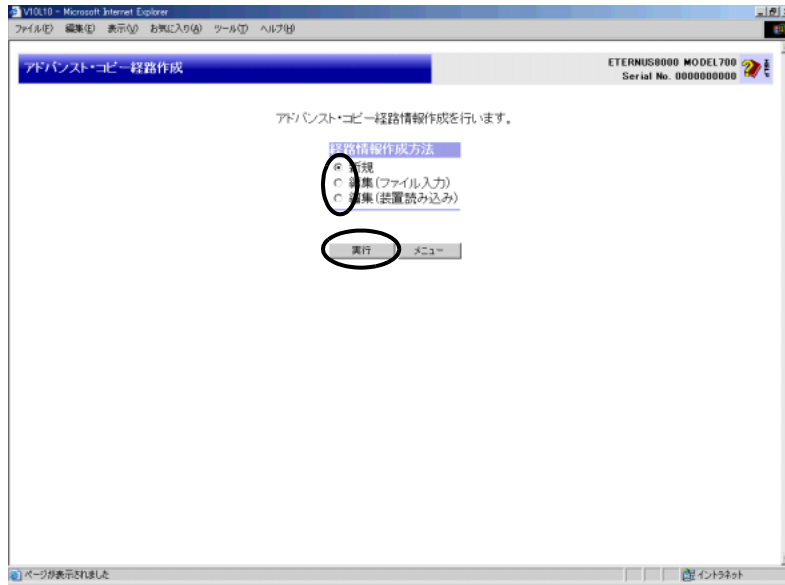 V10L10 - Microsoft Internet Explorer
ファイル(F) 編集(E) 表示(V) お気に入り(A) ツール(T) ヘルプ(H)
アドバンスト・コピー経路作成
ETERNUS8000 MODEL700
Serial No. 0000000000
アドバンスト・コピー経路情報作成を行います。
経路情報作成方法
新規
編集(ファイル入力)
編集(装置読み込み)
実行 メニュー
ページが表示されました イントラネット